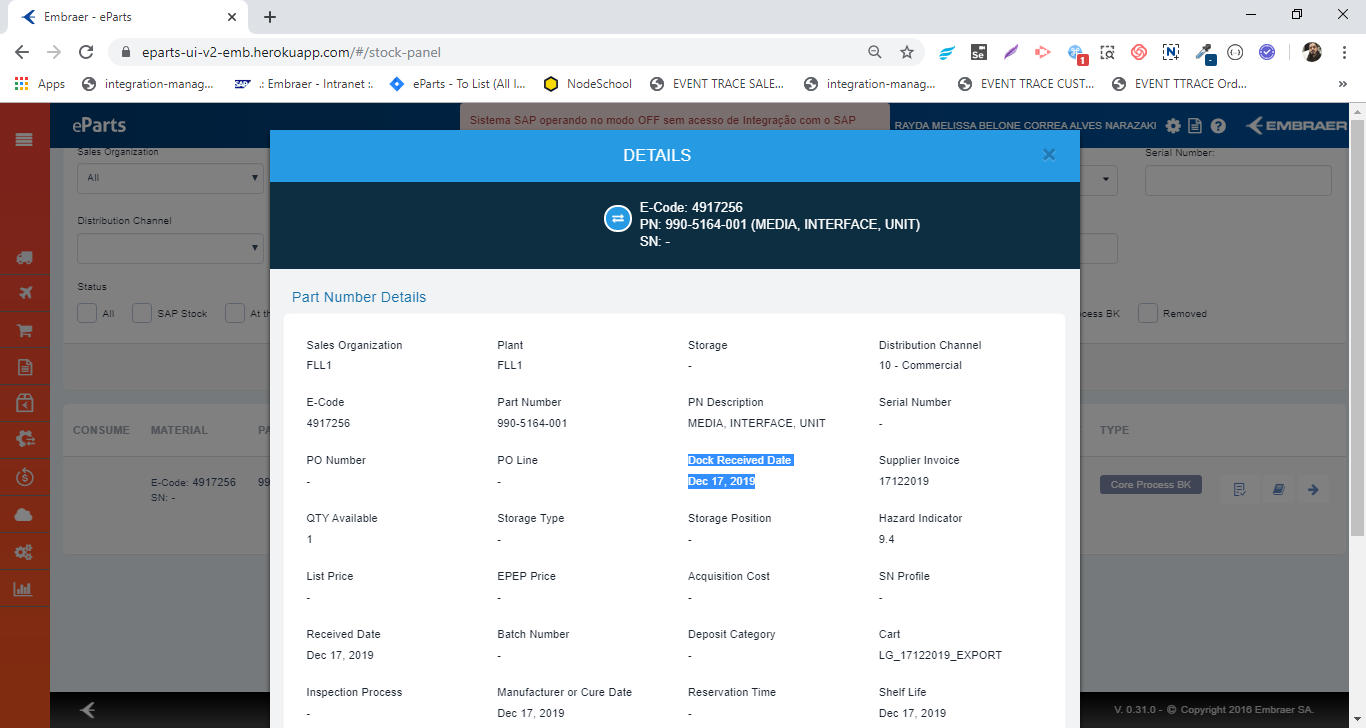 Embraer - eParts
eparts-ui-v2-emb.herokuapp.com/#/stock-panel
Apps
integration-manag...
SAP
.: Embraer - Intranet :.
eParts - To List (All I...
NodeSchool
EVENT TRACE SALE...
integration-manag...
EVENT TRACE CUST...
EVENT TTRACE Ord...
eParts
Sistema SAP operando no modo OFF sem acesso de Integração com o SAP
RAYDA MELISSA BELONE CORREA ALVES NARAZAKI
EMBRAER
DETAILS
Sales Organization
Serial Number:
All
E-Code: 4917256
PN: 990-5164-001 (MEDIA, INTERFACE, UNIT)
SN: -
Distribution Channel
Status
All
SAP Stock
At th
ocess BK
Removed
Part Number Details
Sales Organization
Plant
Storage
Distribution Channel
FLL1
FLL1
-
10 - Commercial
E-Code
Part Number
PN Description
Serial Number
4917256
990-5164-001
MEDIA, INTERFACE, UNIT
-
CONSUME
MATERIAL
PA
TYPE
PO Number
PO Line
Dock Received Date
Supplier Invoice
-
-
Dec 17, 2019
17122019
E-Code: 4917256
SN: -
99
Core Process BK
QTY Available
Storage Type
Storage Position
Hazard Indicator
1
-
-
9.4
List Price
EPEP Price
Acquisition Cost
SN Profile
-
-
-
-
Received Date
Batch Number
Deposit Category
Cart
Dec 17, 2019
-
-
LG_17122019_EXPORT
Inspection Process
Manufacturer or Cure Date
Reservation Time
Shelf Life
-
Dec 17, 2019
-
Dec 17, 2019
V. 0.31.0 - © Copyright 2016 Embraer SA.